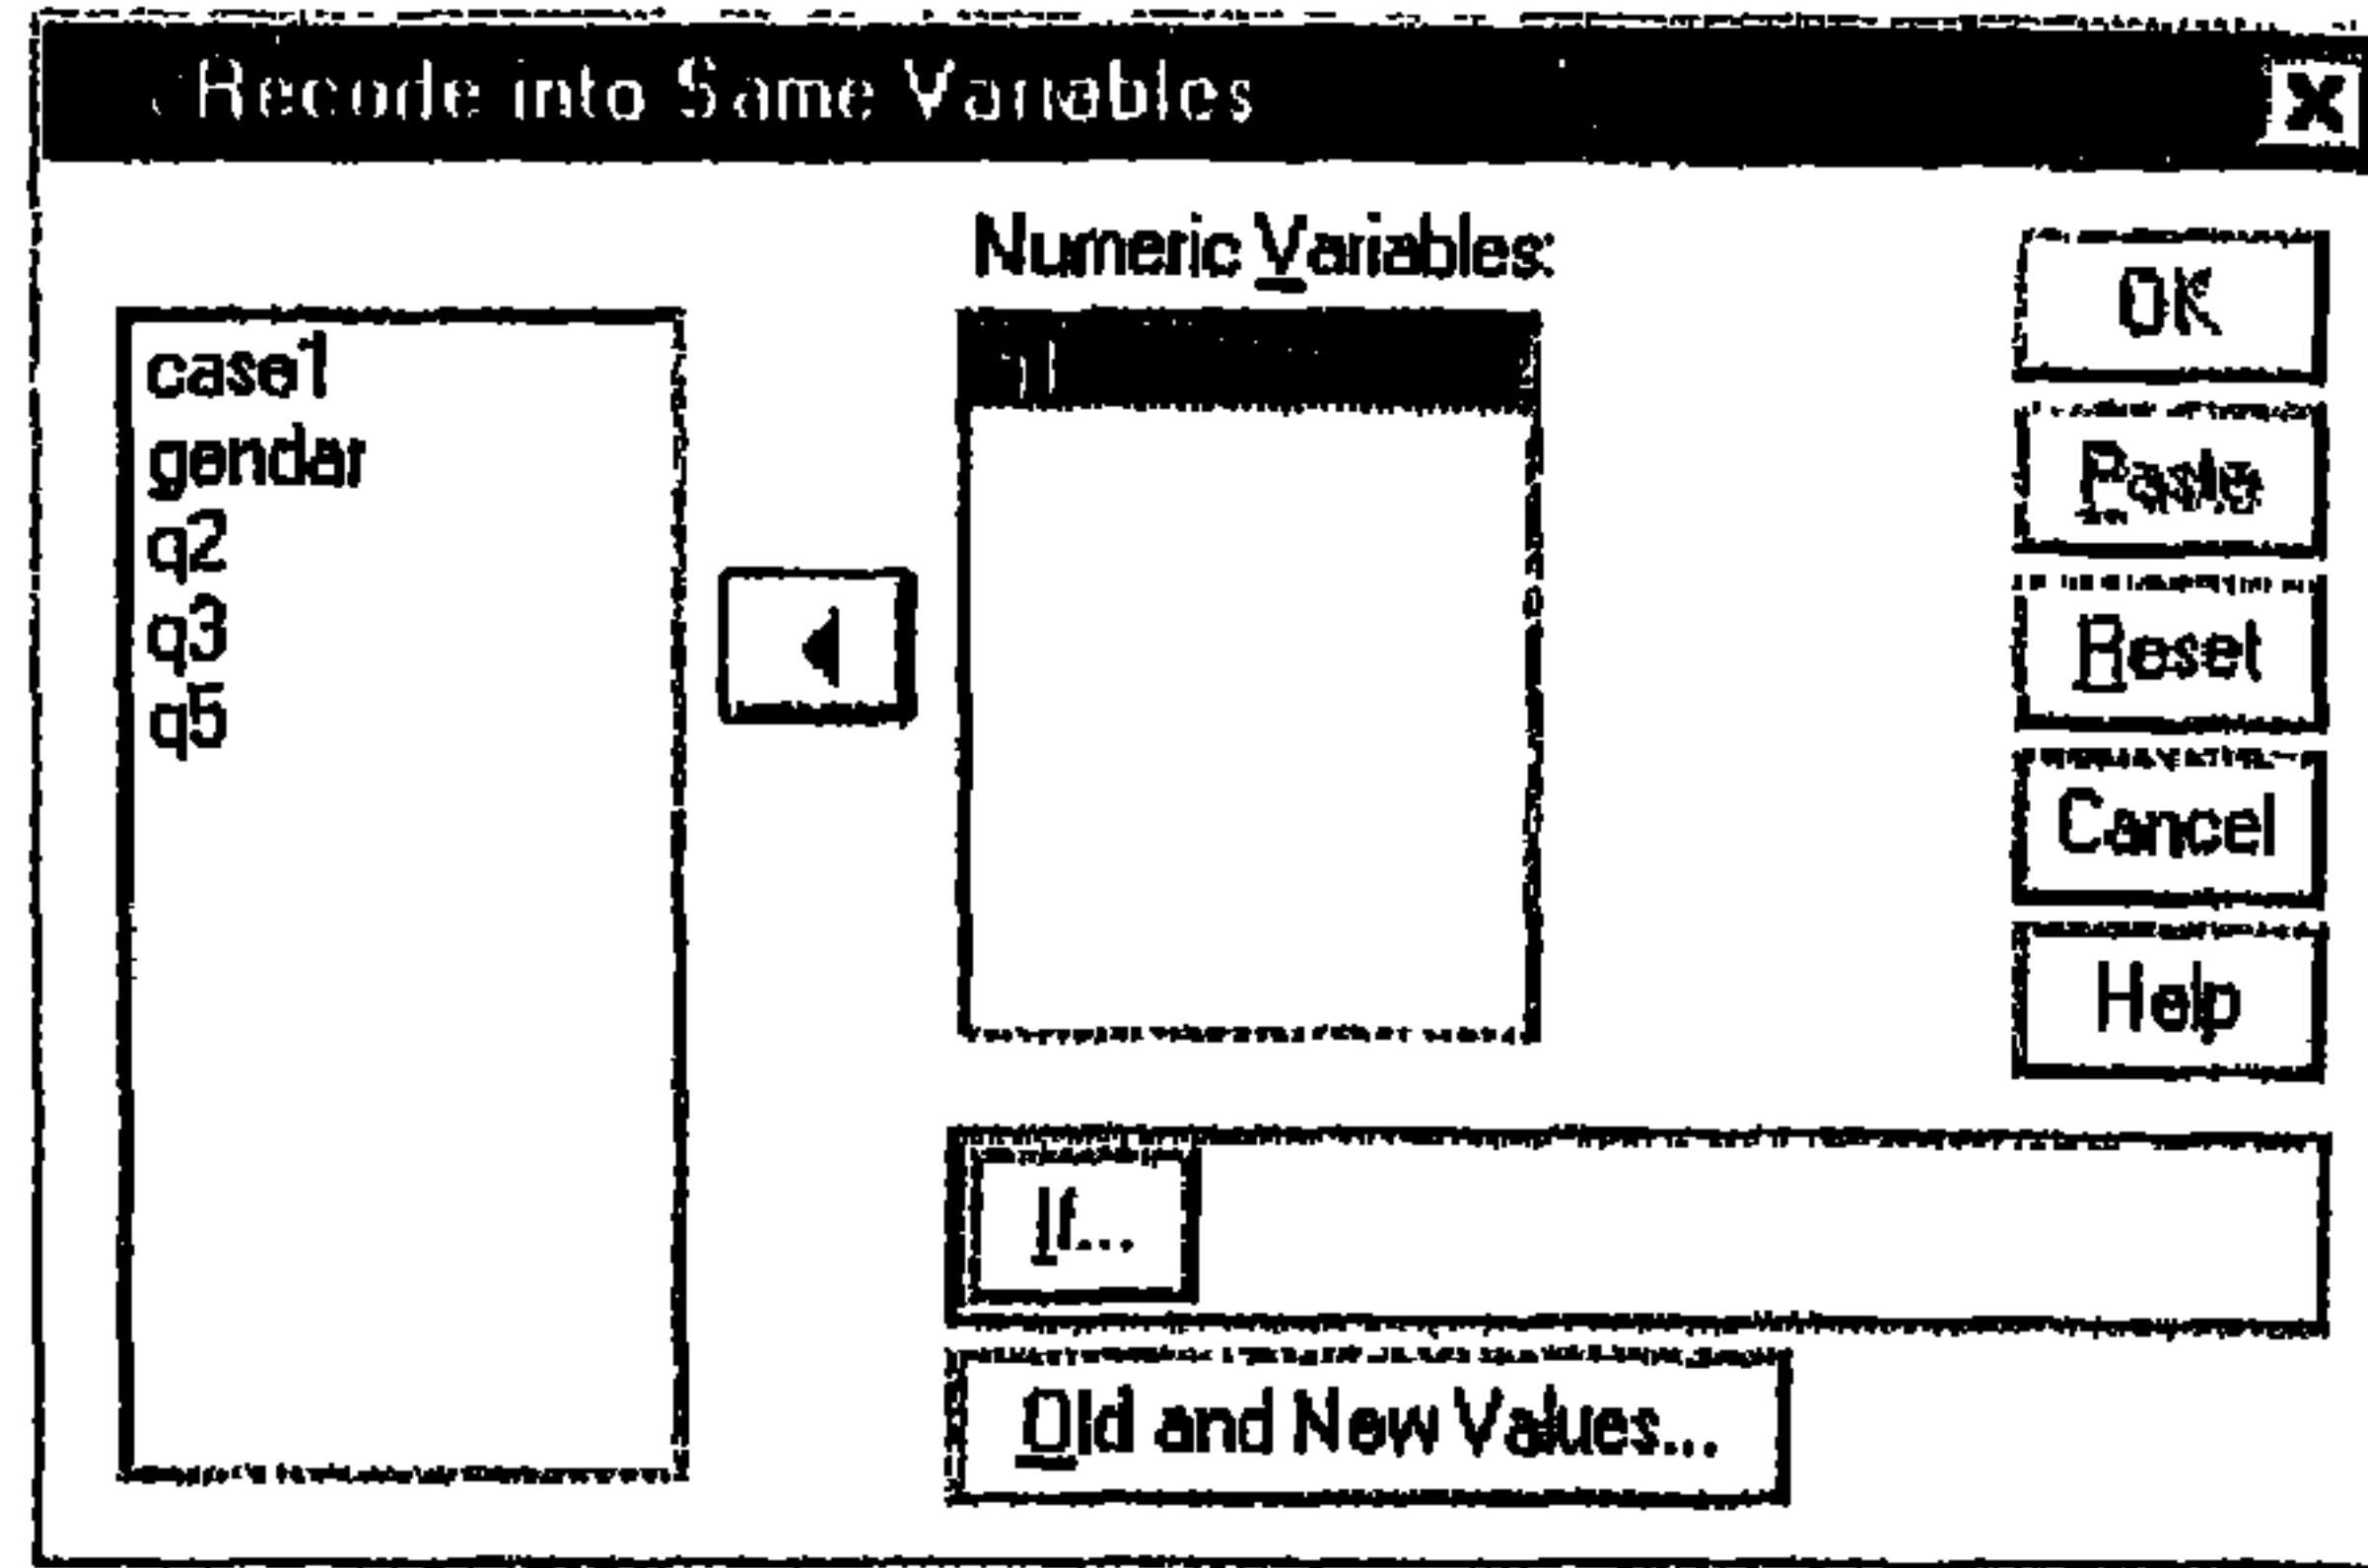 Recode into Same Variables
Numeric Variables:
case1
gender
q2
q3
q5
OK
Paste
Reset
Cancel
Help
If...
Old and New Values...